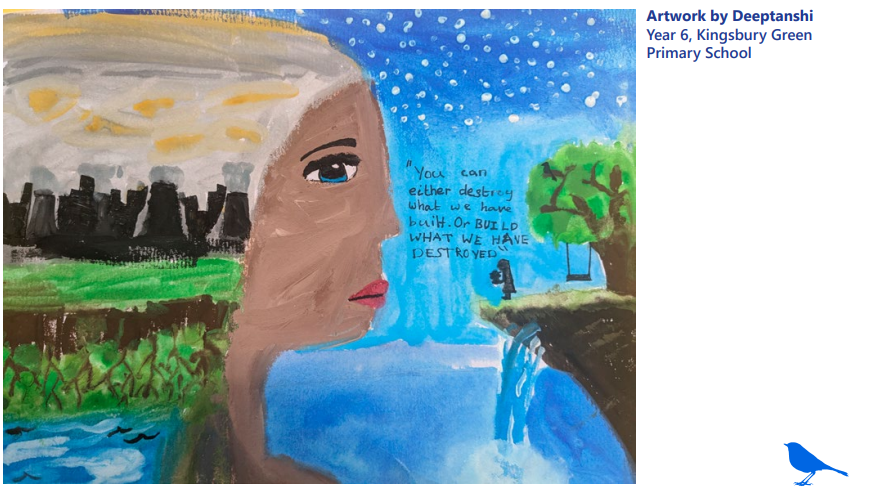 Artwork by Deeptanshi
Year 6, Kingsbury Green
Primary School
"You can
either destroy
what we have
built. Or BUILD
WHAT WE HAVE
DESTROYED"